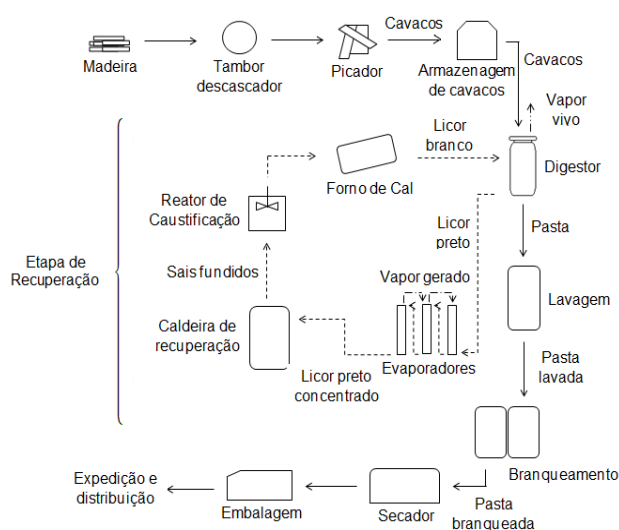 Madeira
Tambor
descascador
Picador
Cavacos
Armazenagem
de cavacos
Cavacos
Vapor
vivo
Licor
branco
Digestor
Forno de Cal
Reator de
Caustificação
Licor
preto
Pasta
Etapa de
Recuperação
Sais fundidos
Vapor gerado
Lavagem
Caldeira de
recuperação
Evaporadores
Licor preto
concentrado
Pasta
lavada
Branqueamento
Expedição e
distribuição
Embalagem
Secador
Pasta
branqueada